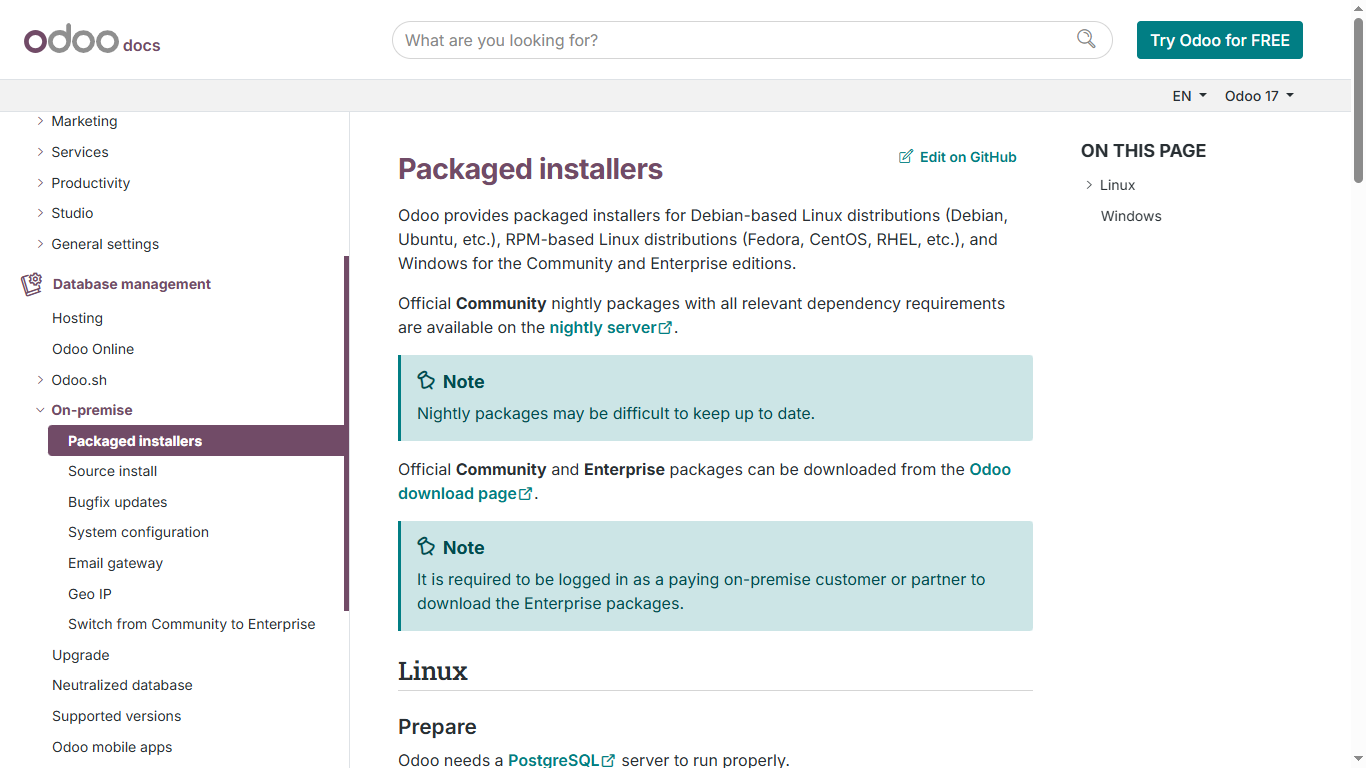 odoo docs
What are you looking for?
Try Odoo for FREE
EN
Odoo 17
Marketing
Services
Productivity
Studio
General settings
Database management
Hosting
Odoo Online
Odoo.sh
On-premise
Packaged installers
Source install
Bugfix updates
System configuration
Email gateway
Geo IP
Switch from Community to Enterprise
Upgrade
Neutralized database
Supported versions
Odoo mobile apps
Packaged installers
Edit on GitHub
Odoo provides packaged installers for Debian-based Linux distributions (Debian,
Ubuntu, etc.), RPM-based Linux distributions (Fedora, CentOS, RHEL, etc.), and
Windows for the Community and Enterprise editions.
Official Community nightly packages with all relevant dependency requirements
are available on the nightly server.
Note
Nightly packages may be difficult to keep up to date.
Official Community and Enterprise packages can be downloaded from the Odoo
download page.
Note
It is required to be logged in as a paying on-premise customer or partner to
download the Enterprise packages.
Linux
Prepare
Odoo needs a PostgreSQL server to run properly.
ON THIS PAGE
Linux
Windows